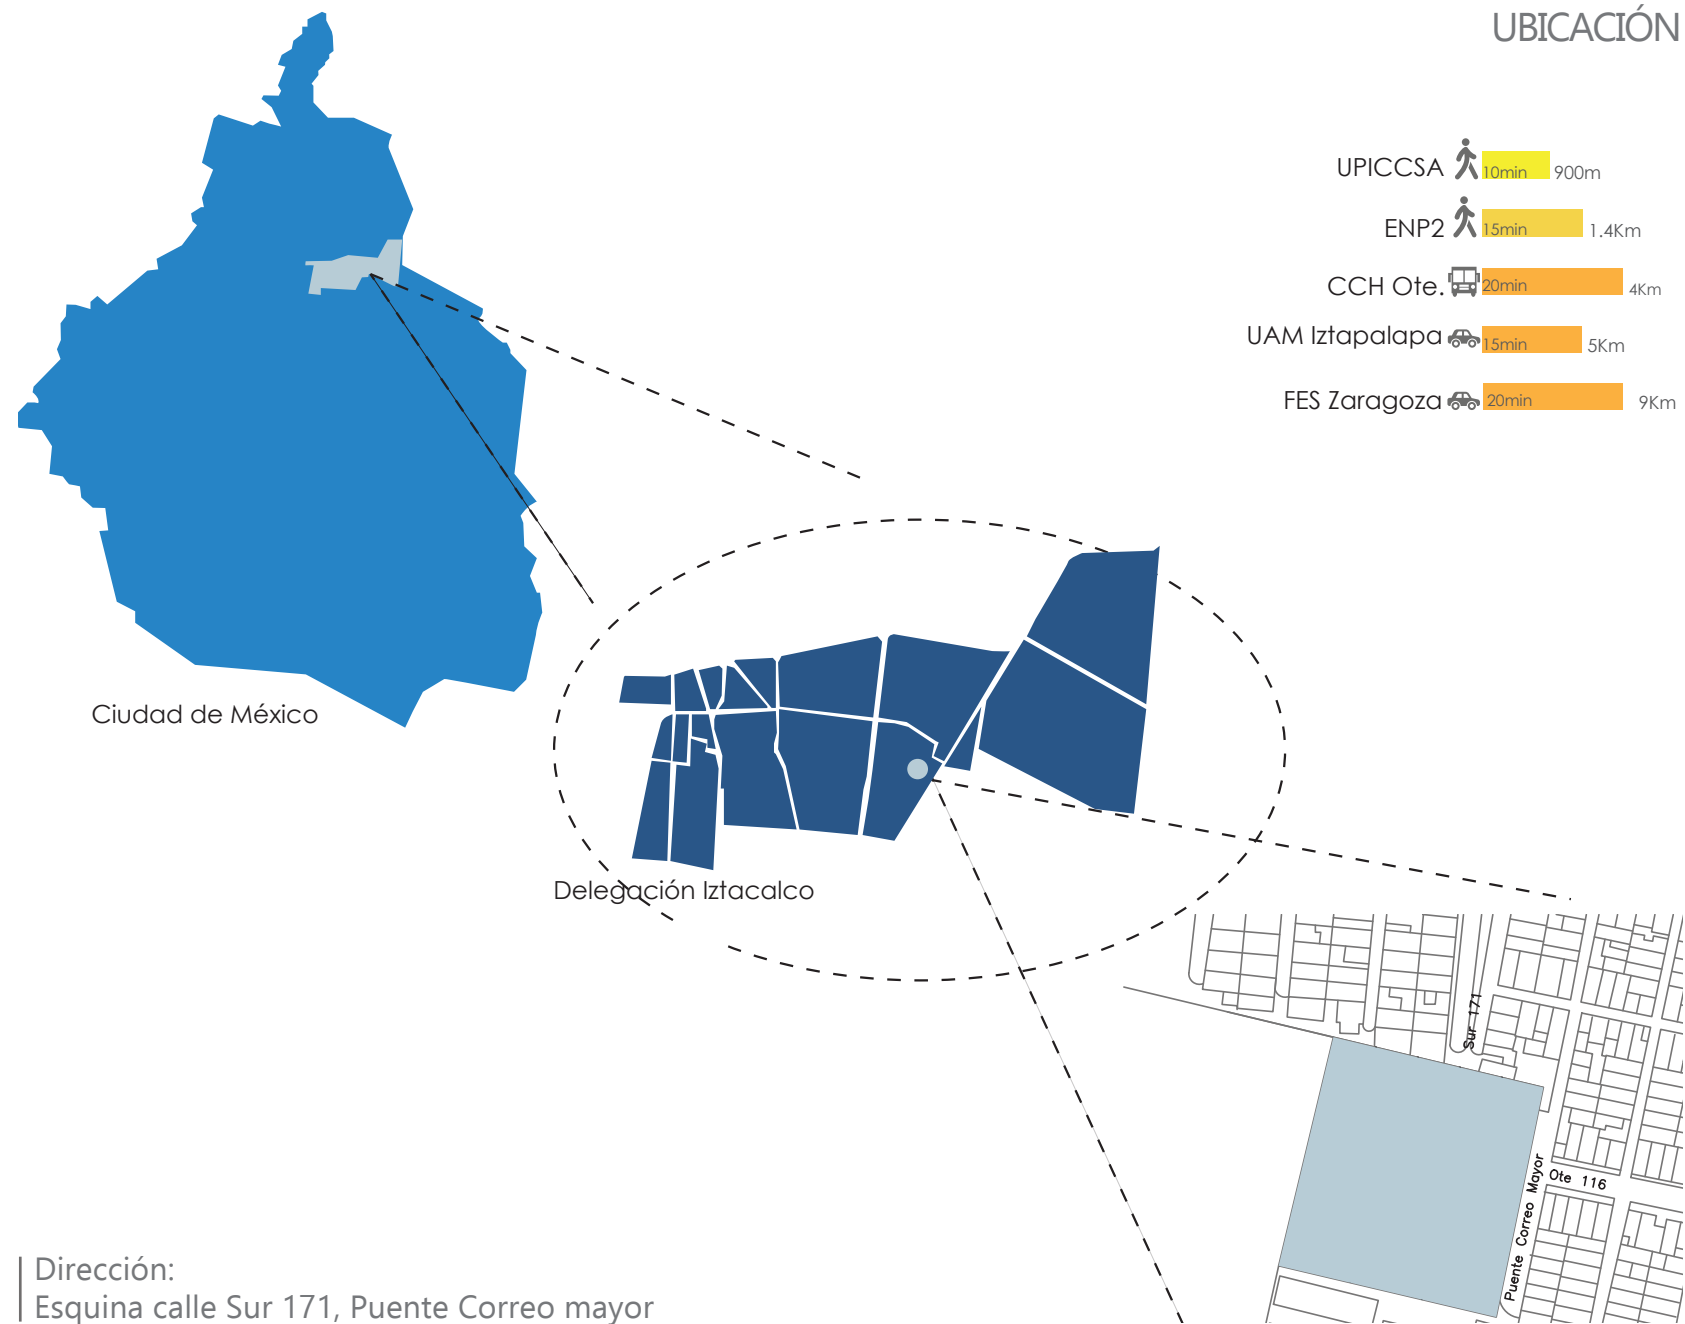 UBICACIÓN
UPICCSA 10min 900m
ENP2 15min 1.4Km
CCH Ote. 20min 4Km
UAM Iztapalapa 15min 5Km
FES Zaragoza 20min 9Km
Ciudad de México
Delegación Iztacalco
Sur 171
Ote 116
Puente Correo Mayor
Dirección:
Esquina calle Sur 171, Puente Correo mayor